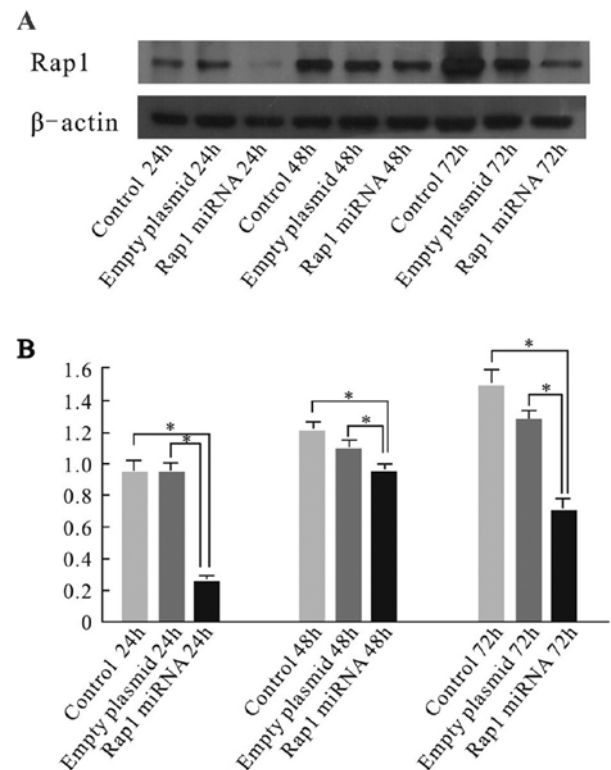 A
Rap1
β-actin
Control 24h
Empty plasmid 24h
Rap1 miRNA 24h
Control 48h
Empty plasmid 48h
Rap1 miRNA 48h
Control 72h
Empty plasmid 72h
Rap1 miRNA 72h
B
1.6
1.4
1.2
1.0
0.8
0.6
0.4
0.2
0
*
*
*
*
*
*
Control 24h
Empty plasmid 24h
Rap1 miRNA 24h
Control 48h
Empty plasmid 48h
Rap1 miRNA 48h
Control 72h
Empty plasmid 72h
Rap1 miRNA 72h